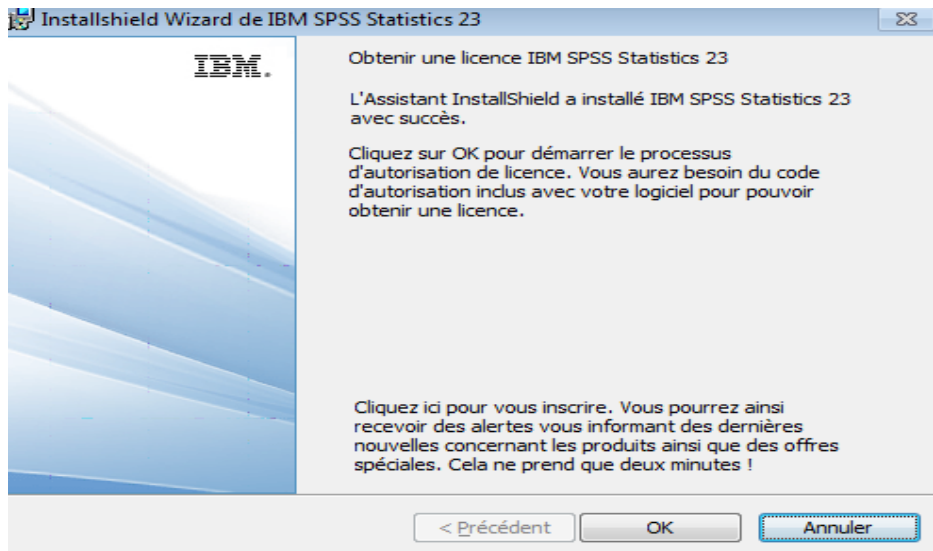 Installshield Wizard de IBM SPSS Statistics 23
IBM.
Obtenir une licence IBM SPSS Statistics 23
L'Assistant InstallShield a installé IBM SPSS Statistics 23
avec succès.
Cliquez sur OK pour démarrer le processus
d'autorisation de licence. Vous aurez besoin du code
d'autorisation inclus avec votre logiciel pour pouvoir
obtenir une licence.
Cliquez ici pour vous inscrire. Vous pourrez ainsi
recevoir des alertes vous informant des dernières
nouvelles concernant les produits ainsi que des offres
spéciales. Cela ne prend que deux minutes !
< Précédent
OK
Annuler